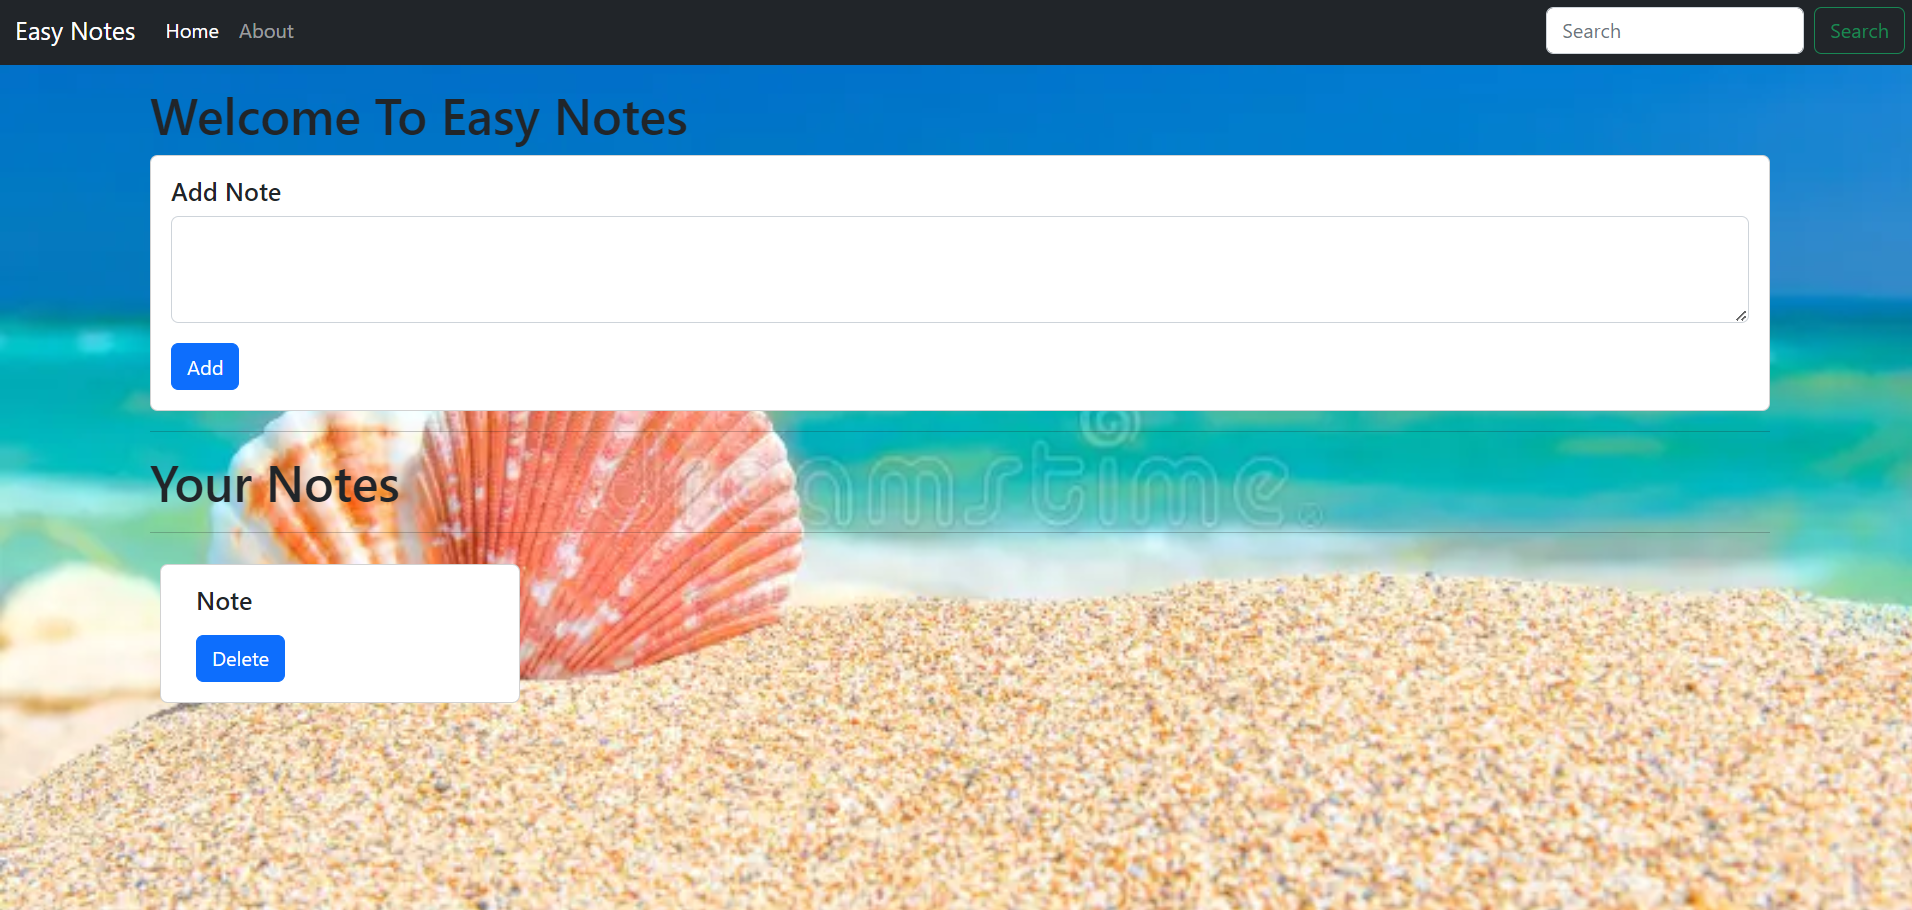 Easy Notes Home About Search Search
Welcome To Easy Notes
Add Note
Add
dreamstime.
Your Notes
Note
Delete